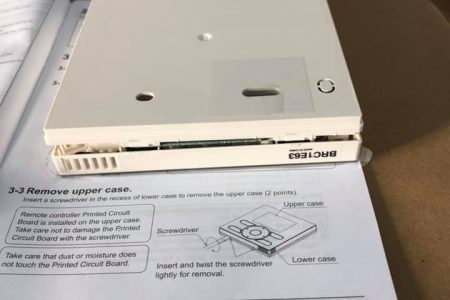 BRC1E63
3-3 Remove upper case.
Insert a screwdriver in the recess of lower case to remove the upper case (2 points).
Remote controller Printed Circuit
Board is installed on the upper case.
Take care not to damage the Printed
Circuit Board with the screwdriver.
Take care that dust or moisture does
not touch the Printed Circuit Board.
Upper case
Screwdriver
Lower case
Insert and twist the screwdriver
lightly for removal.